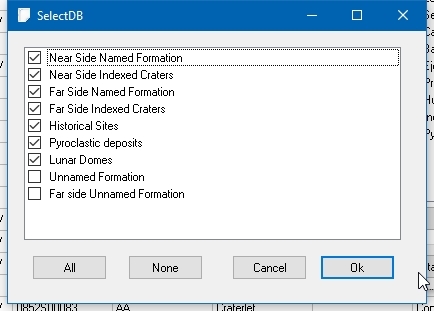 SelectDB
Near Side Named Formation
Near Side Indexed Craters
Far Side Named Formation
Far Side Indexed Craters
Historical Sites
Pyroclastic deposits
Lunar Domes
Unnamed Formation
Far side Unnamed Formation
All None Cancel Ok